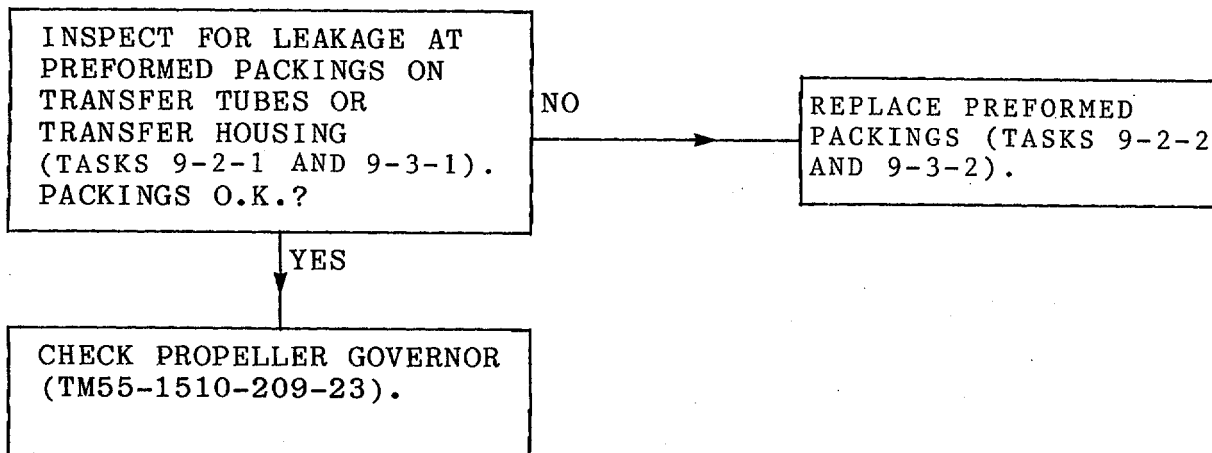 INSPECT FOR LEAKAGE AT
PREFORMED PACKINGS ON
TRANSFER TUBES OR
TRANSFER HOUSING
(TASKS 9-2-1 AND 9-3-1).
PACKINGS O.K.?
NO
REPLACE PREFORMED
PACKINGS (TASKS 9-2-2
AND 9-3-2).
YES
CHECK PROPELLER GOVERNOR
(TM55-1510-209-23).